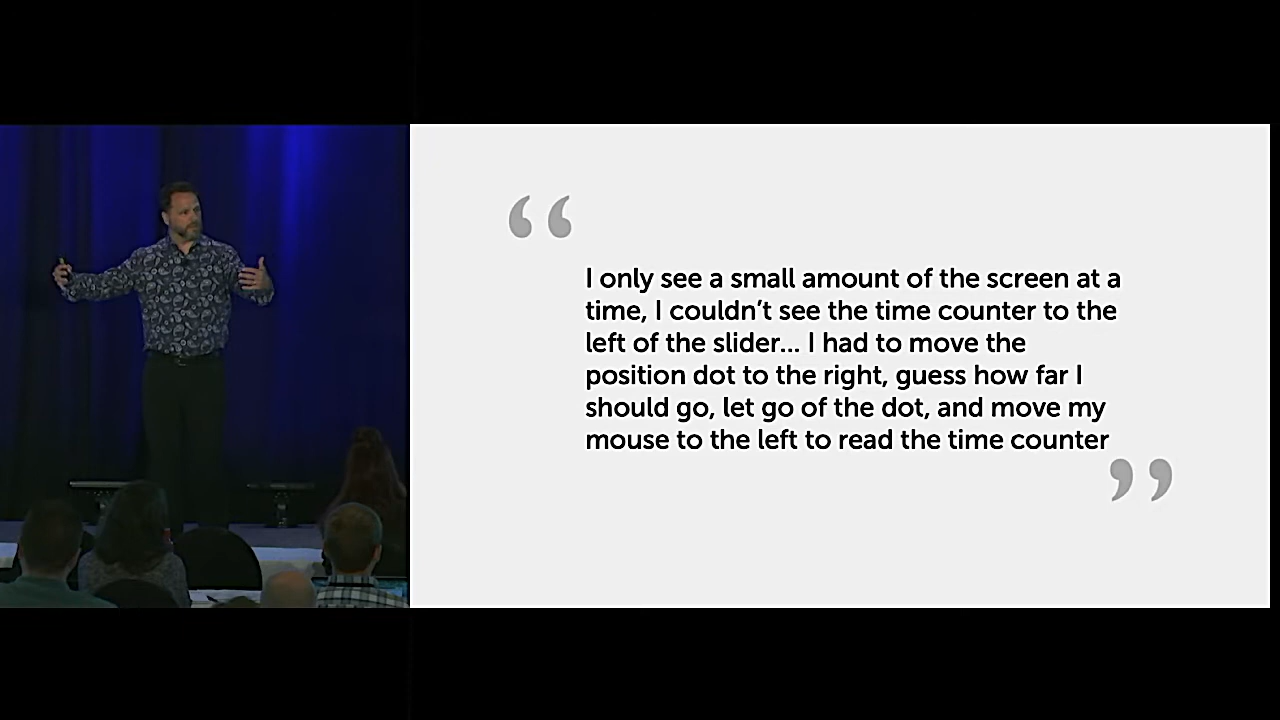 “
I only see a small amount of the screen at a
time, I couldn’t see the time counter to the
left of the slider... I had to move the
position dot to the right, guess how far I
should go, let go of the dot, and move my
mouse to the left to read the time counter
”